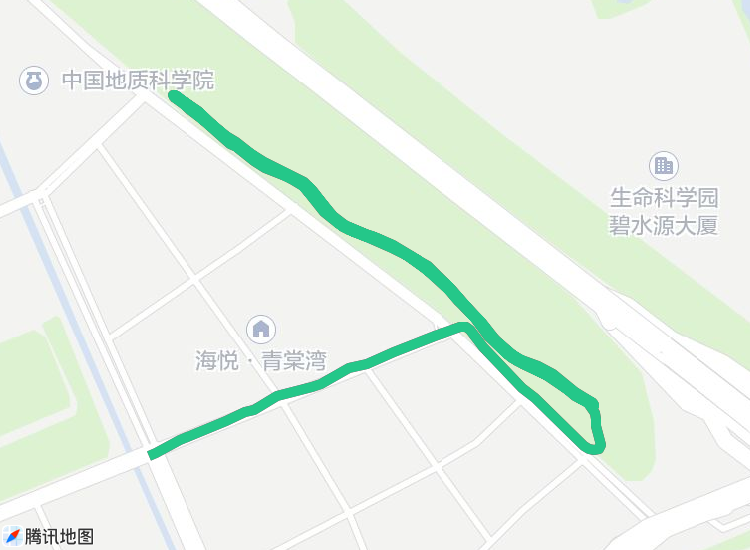 中国地质科学院
生命科学园
碧水源大厦
海悦·青棠湾
腾讯地图